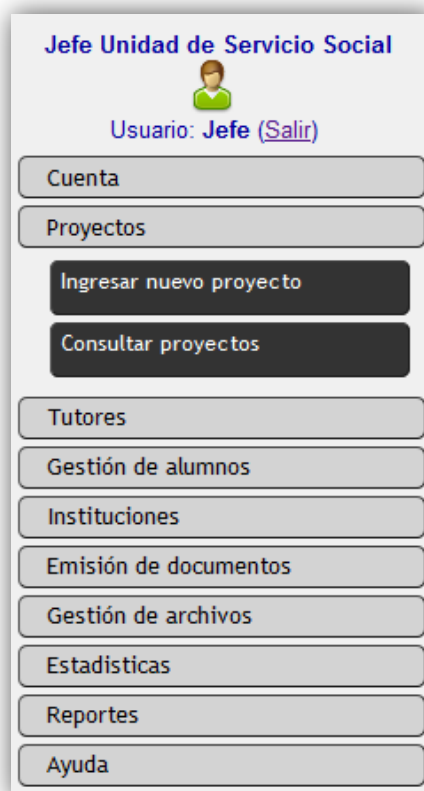 Jefe Unidad de Servicio Social
Usuario: Jefe (Salir)
Cuenta
Proyectos
Ingresar nuevo proyecto
Consultar proyectos
Tutores
Gestión de alumnos
Instituciones
Emisión de documentos
Gestión de archivos
Estadisticas
Reportes
Ayuda